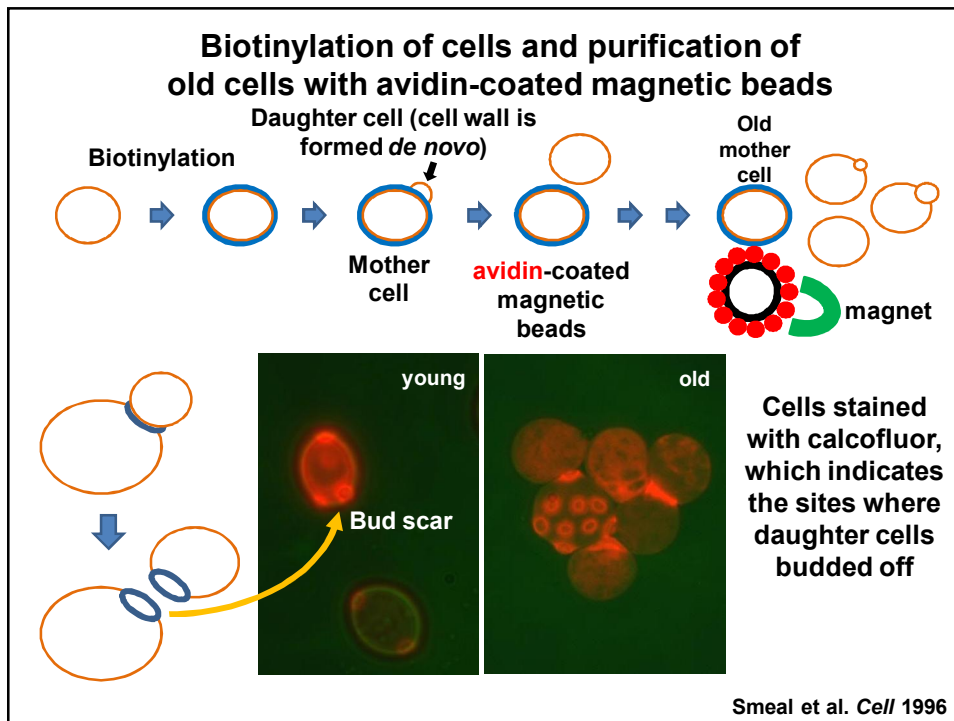 Biotinylation of cells and purification of
old cells with avidin-coated magnetic beads
Daughter cell (cell wall is
formed de novo)
Biotinylation
Old
mother
cell
Mother
cell
avidin-coated
magnetic
beads
magnet
young
Bud scar
old
Cells stained
with calcofluor,
which indicates
the sites where
daughter cells
budded off
Smeal et al. Cell 1996